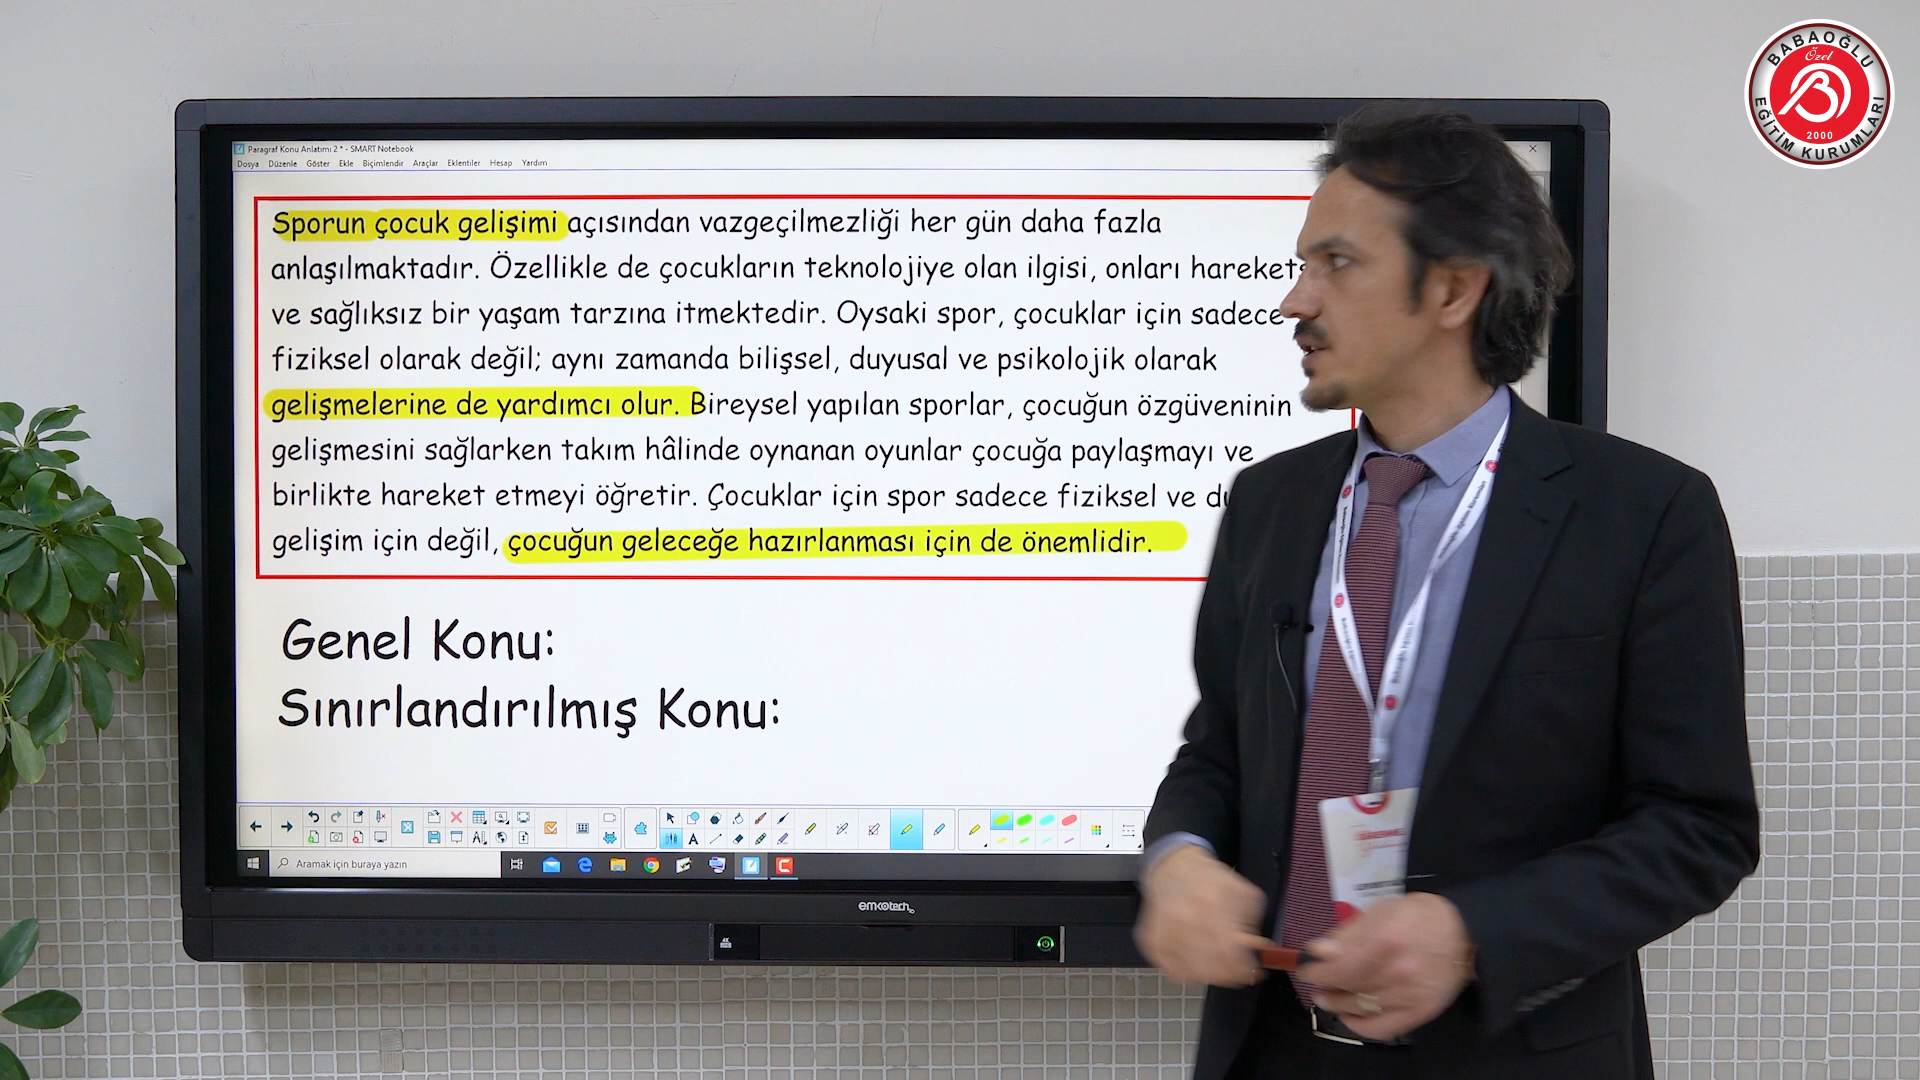 BABAOĞLU
Özel
B
2000
EĞİTİM KURUMLARI
Paragraf Konu Anlatımı 2 * - SMART Notebook
Dosya Düzenle Göster Ekle Biçimlendir Araçlar Eklentiler Hesap Yardım
Sporun çocuk gelişimi açısından vazgeçilmezliği her gün daha fazla
anlaşılmaktadır. Özellikle de çocukların teknolojiye olan ilgisi, onları
ve sağlıksız bir yaşam tarzına itmektedir. Oysaki spor, çocuklar için sadece
fiziksel olarak değil; aynı zamanda bilişsel, duyusal ve psikolojik olarak
gelişmelerine de yardımcı olur. Bireysel yapılan sporlar, çocuğun özgüveninin
gelişmesini sağlarken takım hâlinde oynanan oyunlar çocuğa paylaşmayı ve
birlikte hareket etmeyi öğretir. Çocuklar için spor sadece fiziksel ve
gelişim için değil, çocuğun geleceğe hazırlanması için de önemlidir.
Genel Konu:
Sınırlandırılmış Konu:
Aramak için buraya yazın
emkotech